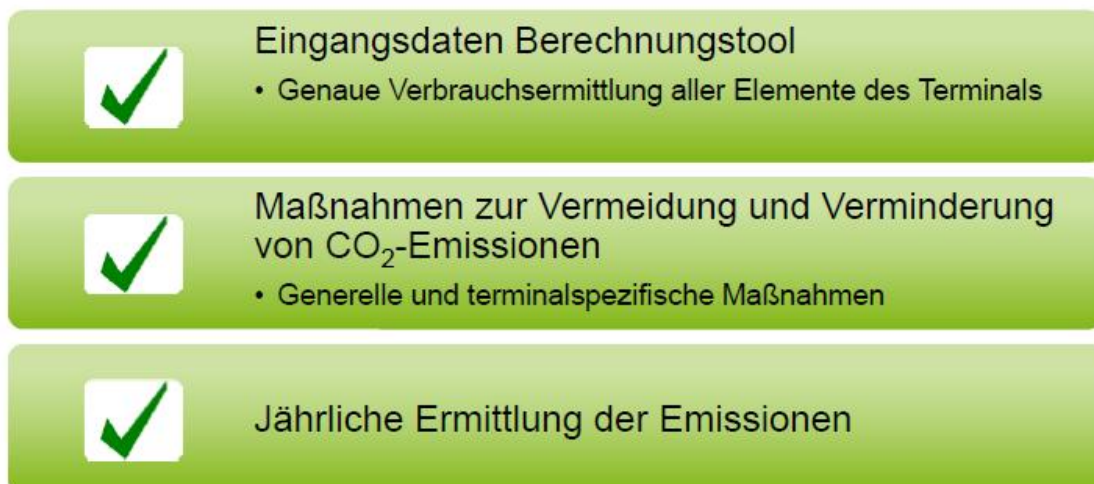 Eingangsdaten Berechnungstool
• Genaue Verbrauchsermittlung aller Elemente des Terminals
Maßnahmen zur Vermeidung und Verminderung
von CO₂-Emissionen
• Generelle und terminalspezifische Maßnahmen
Jährliche Ermittlung der Emissionen